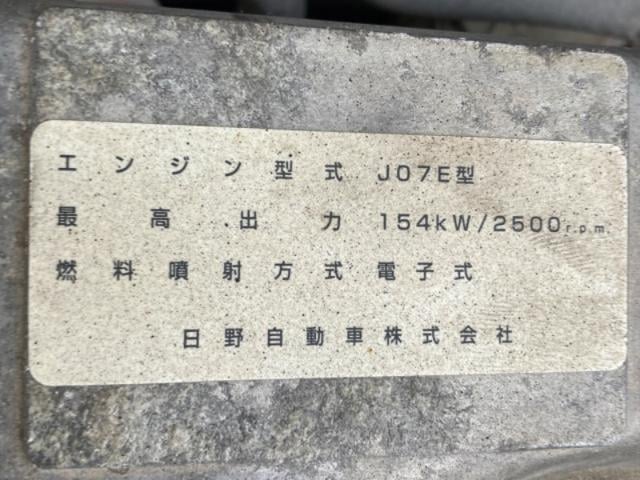 エンジン型式 J07E型
最高出力 154kW/2500r.p.m.
燃料噴射方式 電子式
日野自動車株式会社